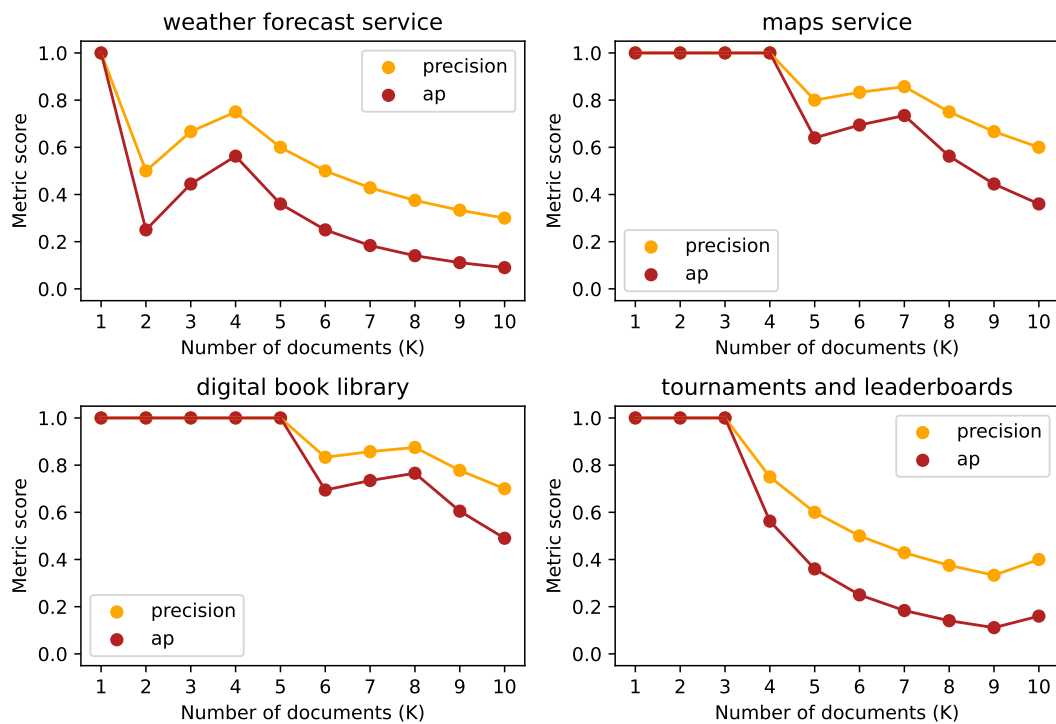 weather forecast service
1.0
0.8
0.6
0.4
0.2
0.0
Metric score
precision
ap
1 2 3 4 5 6 7 8 9 10
Number of documents (K)
maps service
1.0
0.8
0.6
0.4
0.2
0.0
Metric score
precision
ap
1 2 3 4 5 6 7 8 9 10
Number of documents (K)
digital book library
1.0
0.8
0.6
0.4
0.2
0.0
Metric score
precision
ap
1 2 3 4 5 6 7 8 9 10
Number of documents (K)
tournaments and leaderboards
1.0
0.8
0.6
0.4
0.2
0.0
Metric score
precision
ap
1 2 3 4 5 6 7 8 9 10
Number of documents (K)